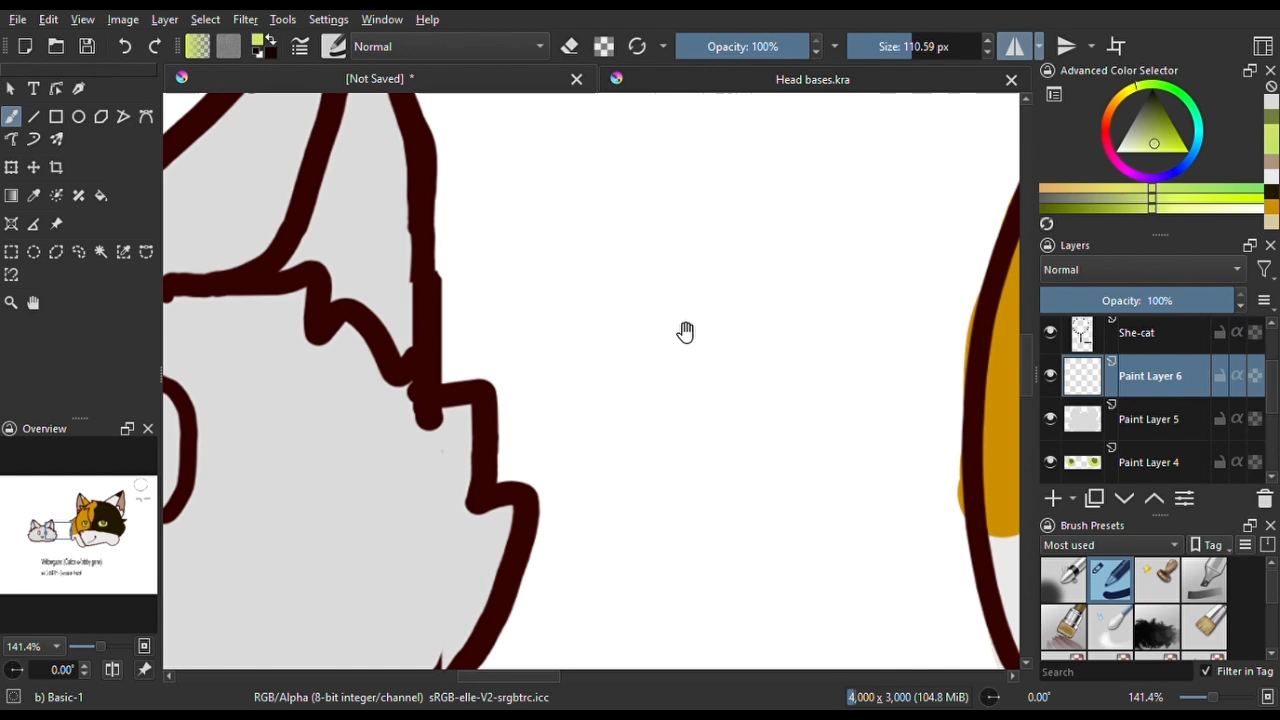 File Edit View Image Layer Select Filter Tools Settings Window Help
Normal Opacity: 100% Size: 110.59 px
[Not Saved] * Head bases.kra
Advanced Color Selector
Layers
Normal
Opacity: 100%
She-cat
Paint Layer 6
Paint Layer 5
Paint Layer 4
Overview
Brush Presets
Most used Tag
141.4%
0.00°
Search Filter in Tag
b) Basic-1 RGB/Alpha (8-bit integer/channel) sRGB-elle-V2-srgbtrc.icc 4,000 x 3,000 (104.8 MiB) 0.00° 141.4%